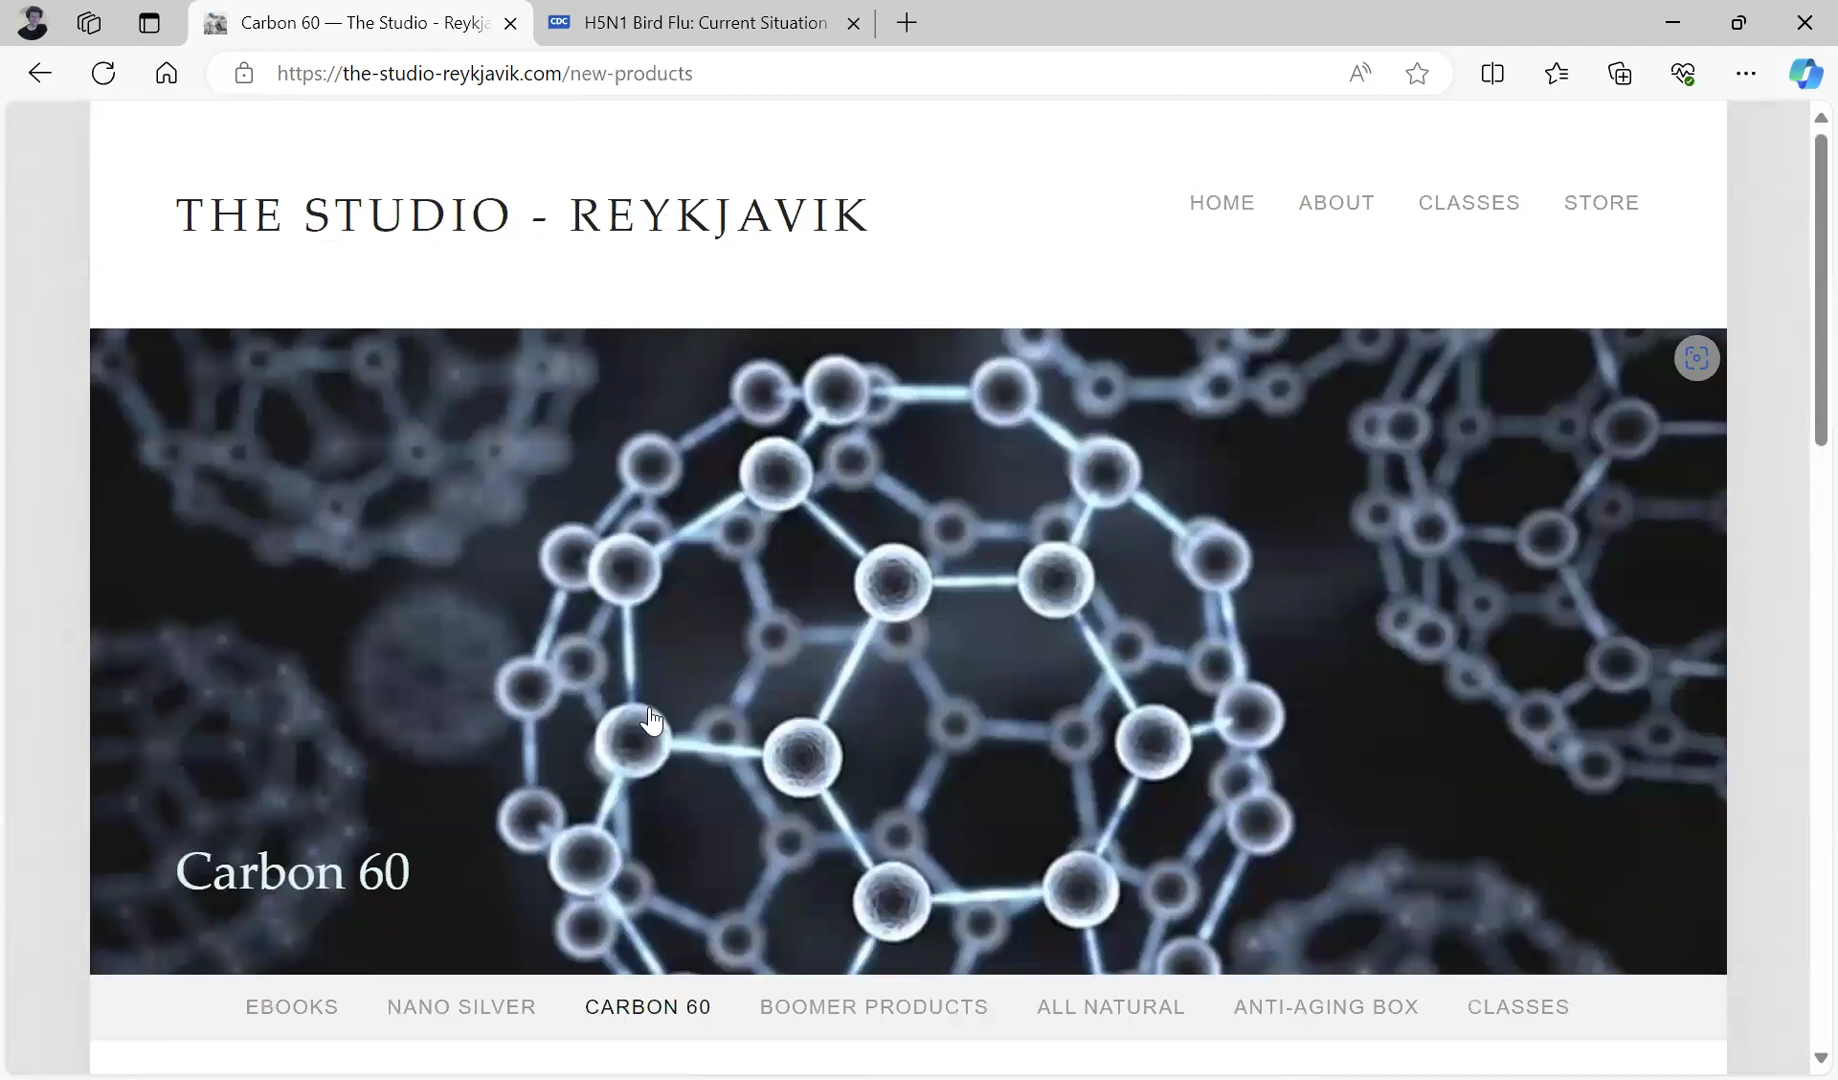 Carbon 60 — The Studio - Reykja
CDC
H5N1 Bird Flu: Current Situation
https://the-studio-reykjavik.com/new-products
THE STUDIO - REYKJAVIK
HOME ABOUT CLASSES STORE
Carbon 60
EBOOKS NANO SILVER CARBON 60 BOOMER PRODUCTS ALL NATURAL ANTI-AGING BOX CLASSES